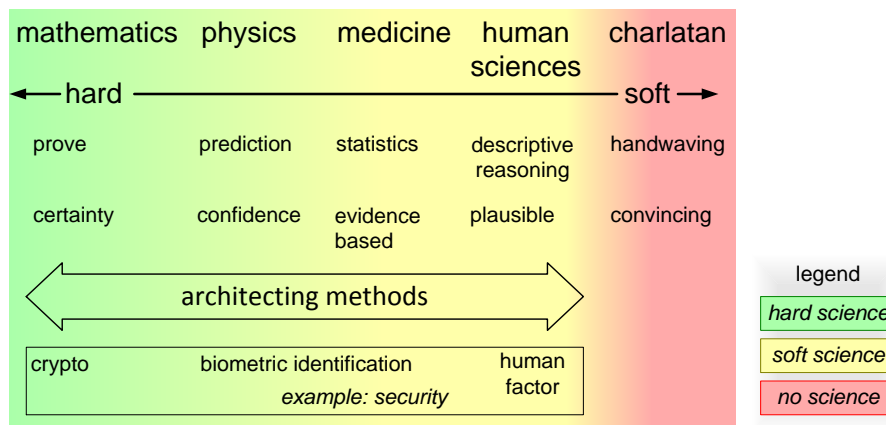 mathematics physics medicine human charlatan
sciences
hard soft
prove prediction statistics descriptive handwaving
reasoning
certainty confidence evidence plausible convincing
based
architecting methods
crypto biometric identification human
factor
example: security
legend
hard science
soft science
no science